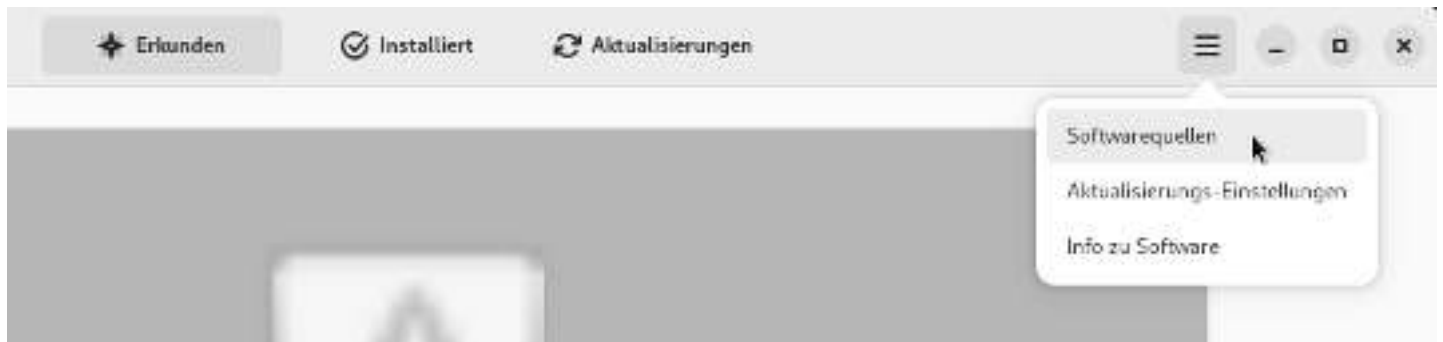 Erkunden
Installiert
Aktualisierungen
Softwarequellen
Aktualisierungs-Einstellungen
Info zu Software